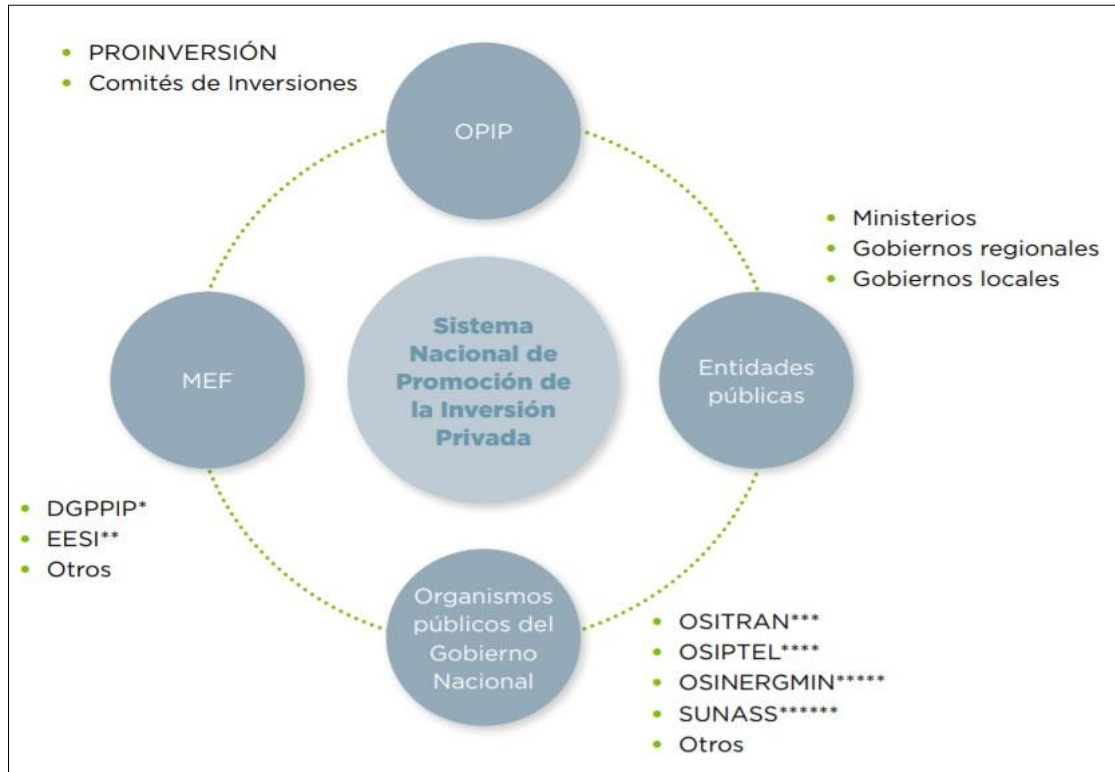 • PROINVERSIÓN
• Comités de Inversiones
OPIP
• Ministerios
• Gobiernos regionales
• Gobiernos locales
Sistema
Nacional de
Promoción de
la Inversión
Privada
MEF
Entidades
públicas
• DGPPIP*
• EESI**
• Otros
Organismos
públicos del
Gobierno
Nacional
• OSITRAN***
• OSIPTEL****
• OSINERGMIN*****
• SUNASS******
• Otros